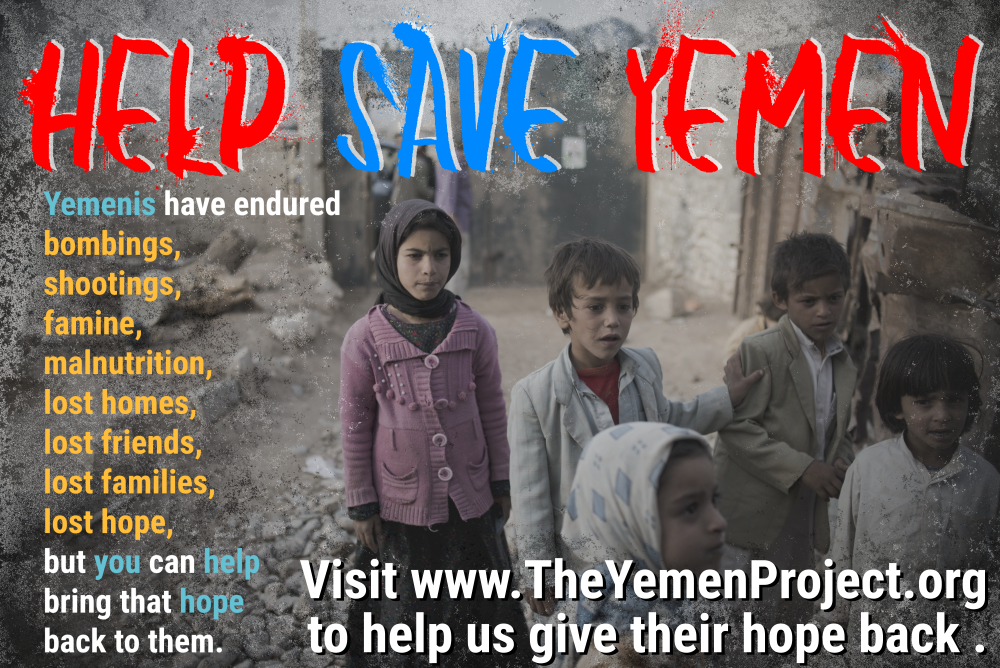 HELP SAVE YEMEN
Yemenis have endured
bombings,
shootings,
famine,
malnutrition,
lost homes,
lost friends,
lost families,
lost hope,
but you can help
bring that hope
back to them.
Visit www.TheYemenProject.org
to help us give their hope back .